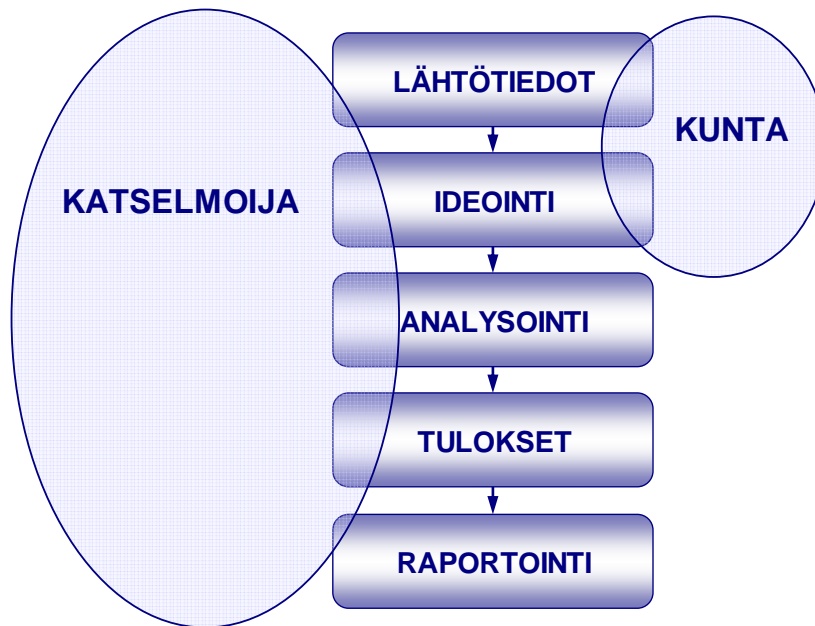 LÄHTÖTIEDOT
KUNTA
KATSELMOIJA
IDEOINTI
ANALYSOINTI
TULOKSET
RAPORTOINTI